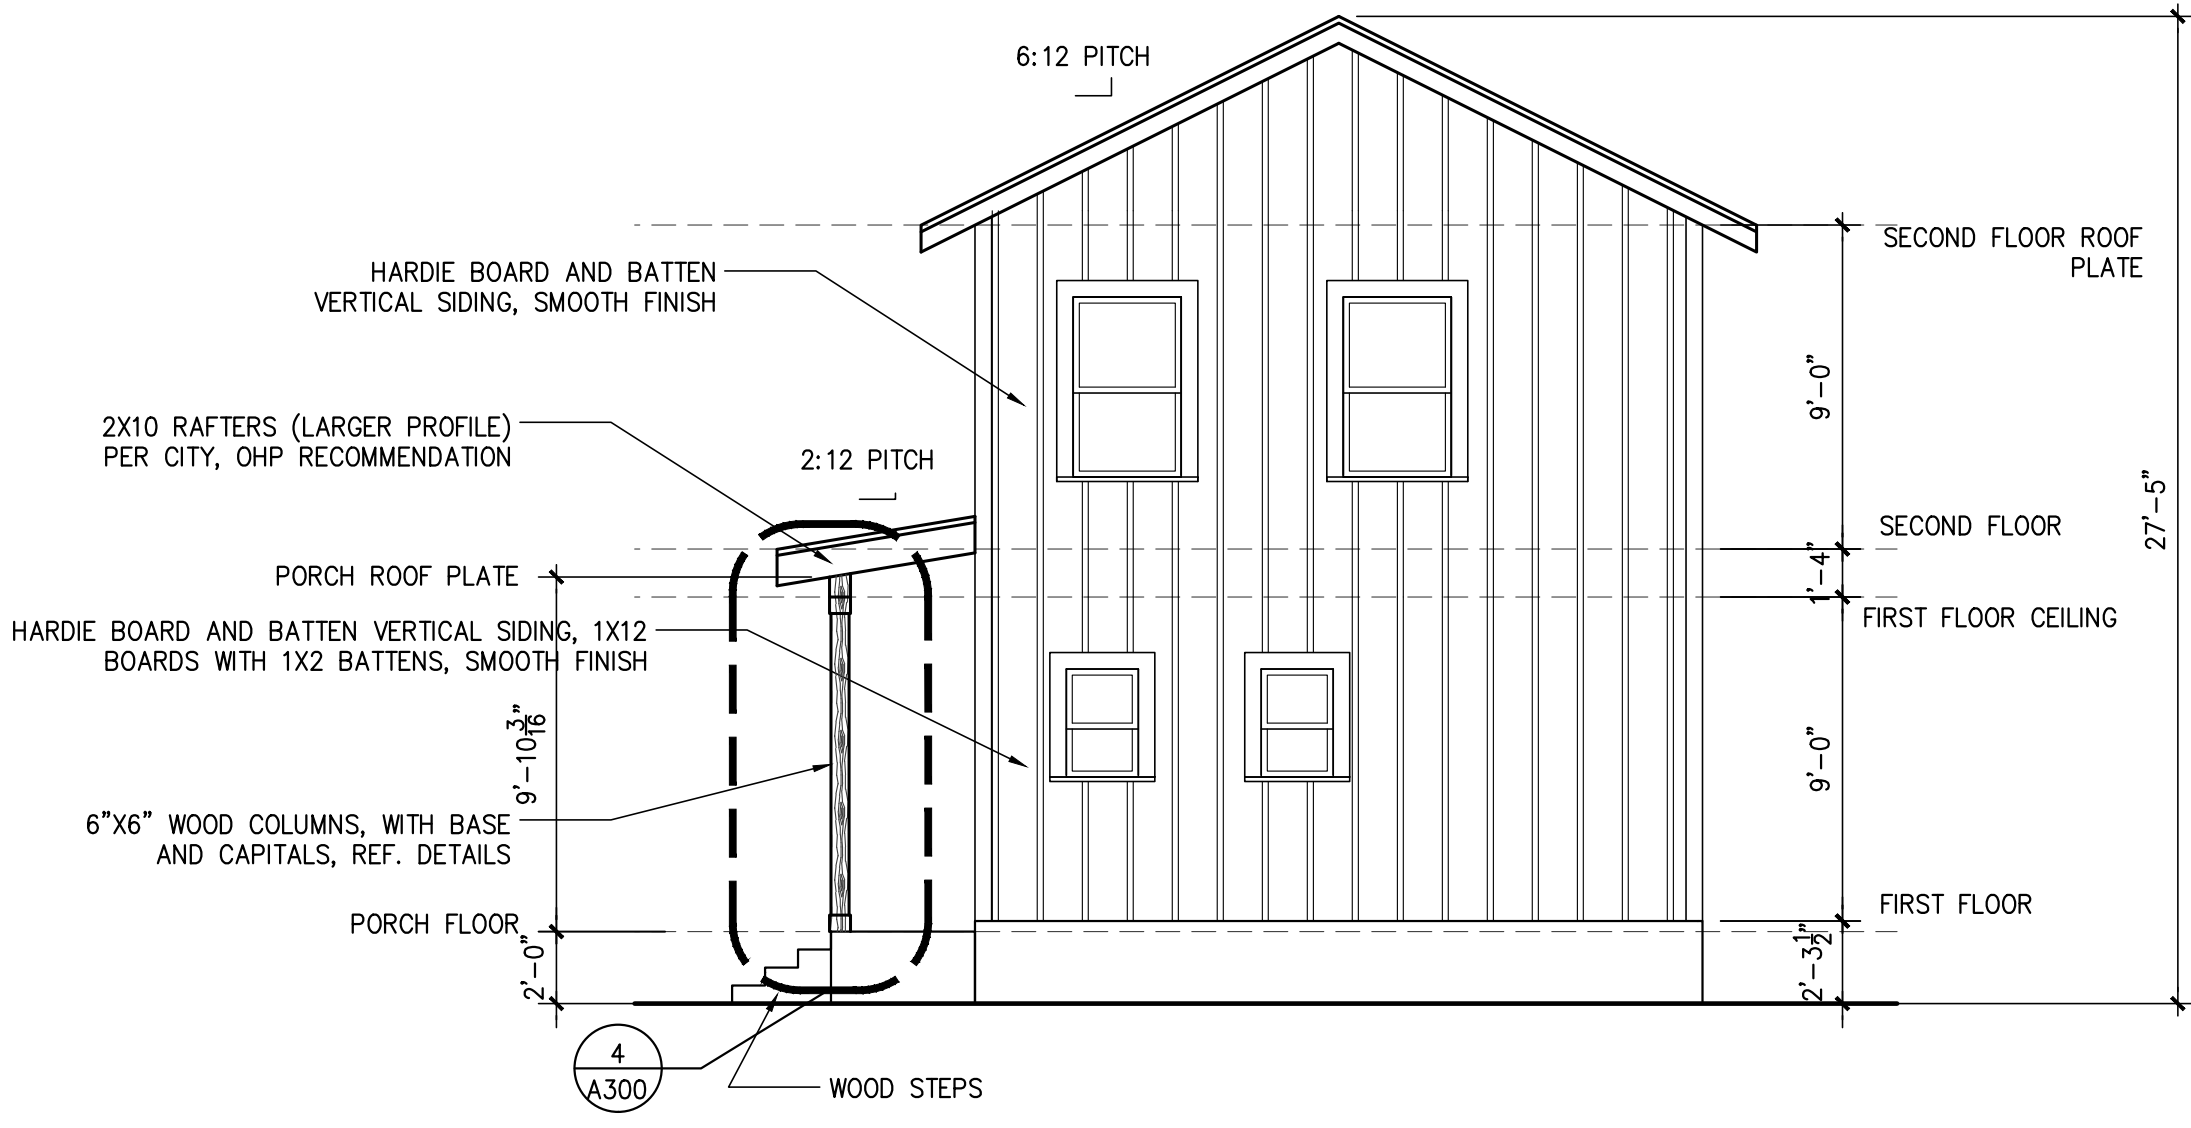 6:12 PITCH
SECOND FLOOR ROOF
PLATE
HARDIE BOARD AND BATTEN
VERTICAL SIDING, SMOOTH FINISH
9'-0"
2X10 RAFTERS (LARGER PROFILE)
PER CITY, OHP RECOMMENDATION
2:12 PITCH
27'-5"
SECOND FLOOR
1'-4"
PORCH ROOF PLATE
FIRST FLOOR CEILING
HARDIE BOARD AND BATTEN VERTICAL SIDING, 1X12
BOARDS WITH 1X2 BATTENS, SMOOTH FINISH
9'-10 3/16"
9'-0"
6"X6" WOOD COLUMNS, WITH BASE
AND CAPITALS, REF. DETAILS
FIRST FLOOR
PORCH FLOOR
2'-0"
2'-3 1/2"
4
A300
WOOD STEPS